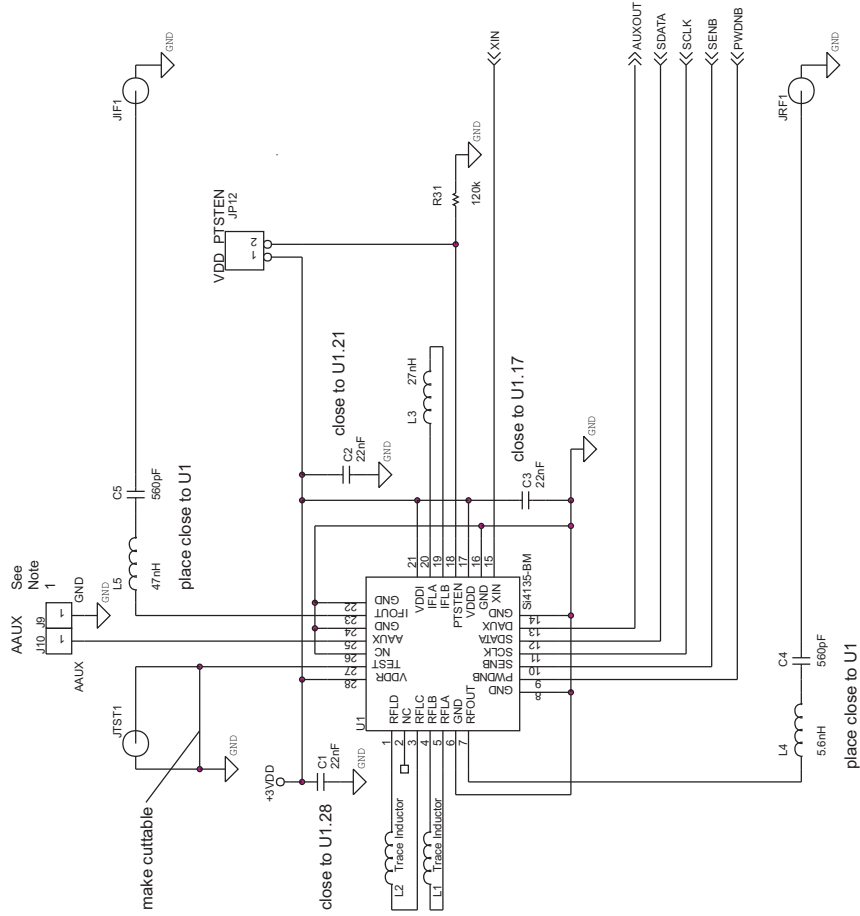 JIF1
GND
AUXOUT
SDATA
SCLK
SENB
PWDNB
XIN
JRF1
GND
VDD_PTSTEN
JP12
1
2
R31
120k
GND
AAUX
See
Note
1
J10
J9
1
1
GND
AAUX
L5
47nH
C5
560pF
place close to U1
close to U1.21
C2
22nF
GND
L3
27nH
close to U1.17
C3
22nF
GND
JTST1
GND
make cuttable
+3VDD
C1
22nF
GND
close to U1.28
L2
Trace Inductor
L1
Trace Inductor
U1
Si4135-BM
1
RFLD
2
NC
3
RFLC
4
RFLB
5
RFLA
6
GND
7
RFOUT
8
GND
9
PWDNB
10
SENB
11
SCLK
12
SDATA
13
DAUX
14
GND
15
XIN
16
GND
17
VDDD
18
PTSTEN
19
IFLB
20
IFLA
21
VDDI
22
GND
23
IFOUT
24
GND
25
AAUX
26
NC
27
TEST
28
VDDR
L4
5.6nH
C4
560pF
place close to U1